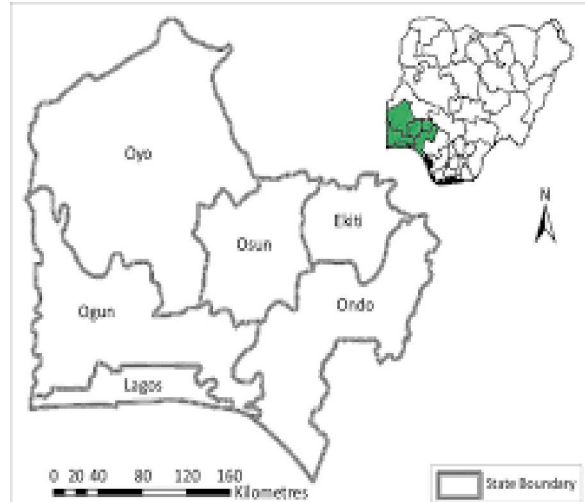 Oyo
N
Ekiti
Osun
Ondo
Ogun
Lagos
0 20 40 80 120 160
Kilometres
State Boundary